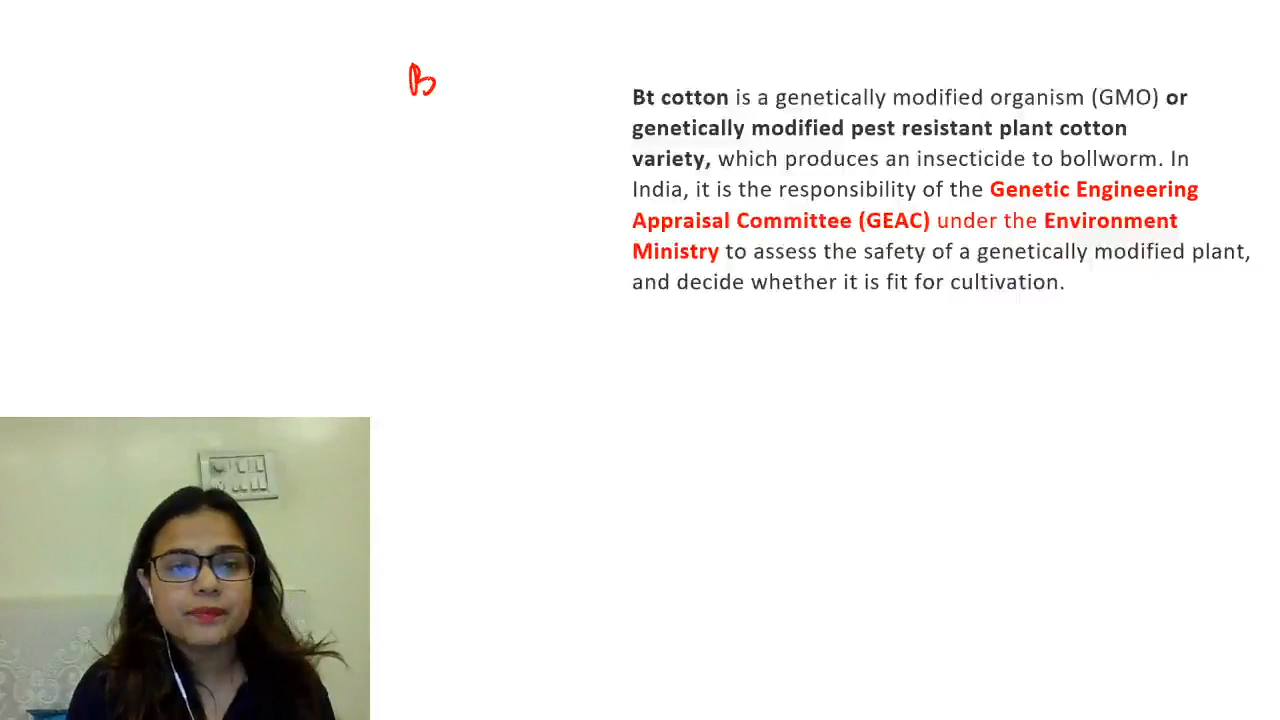 B
Bt cotton is a genetically modified organism (GMO) or
genetically modified pest resistant plant cotton
variety, which produces an insecticide to bollworm. In
India, it is the responsibility of the Genetic Engineering
Appraisal Committee (GEAC) under the Environment
Ministry to assess the safety of a genetically modified plant,
and decide whether it is fit for cultivation.